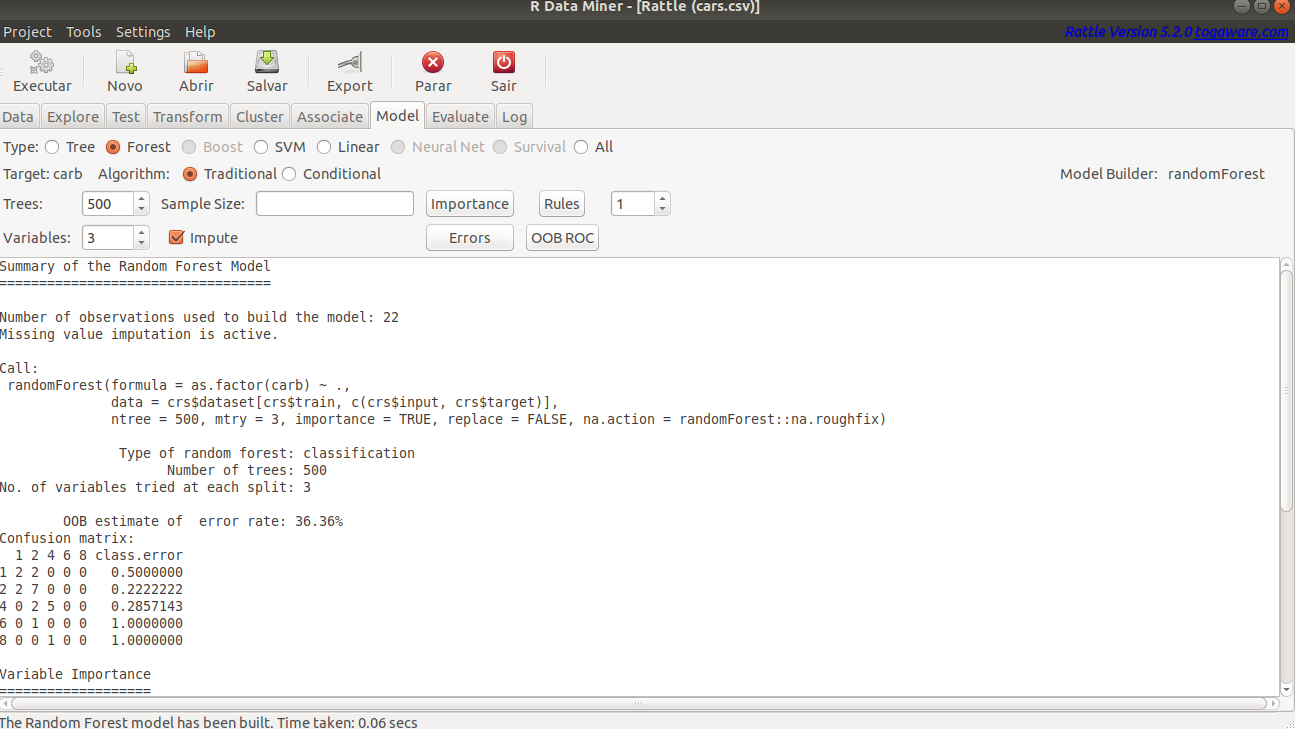 R Data Miner - [Rattle (cars.csv)]
Project Tools Settings Help Rattle Version 5.2.0 togaware.com
Executar Novo Abrir Salvar Export Parar Sair
Data Explore Test Transform Cluster Associate Model Evaluate Log
Type: Tree Forest Boost SVM Linear Neural Net Survival All
Target: carb Algorithm: Traditional Conditional Model Builder: randomForest
Trees: 500 Sample Size: Importance Rules 1
Variables: 3 Impute Errors OOB ROC
Summary of the Random Forest Model
==================================
Number of observations used to build the model: 22
Missing value imputation is active.
Call:
randomForest(formula = as.factor(carb) ~ .,
data = crs$dataset[crs$train, c(crs$input, crs$target)],
ntree = 500, mtry = 3, importance = TRUE, replace = FALSE, na.action = randomForest::na.roughfix)
Type of random forest: classification
Number of trees: 500
No. of variables tried at each split: 3
OOB estimate of  error rate: 36.36%
Confusion matrix:
1 2 4 6 8 class.error
1 2 2 0 0 0   0.5000000
2 2 7 0 0 0   0.2222222
4 0 2 5 0 0   0.2857143
6 0 1 0 0 0   1.0000000
8 0 0 1 0 0   1.0000000
Variable Importance
===================
The Random Forest model has been built. Time taken: 0.06 secs